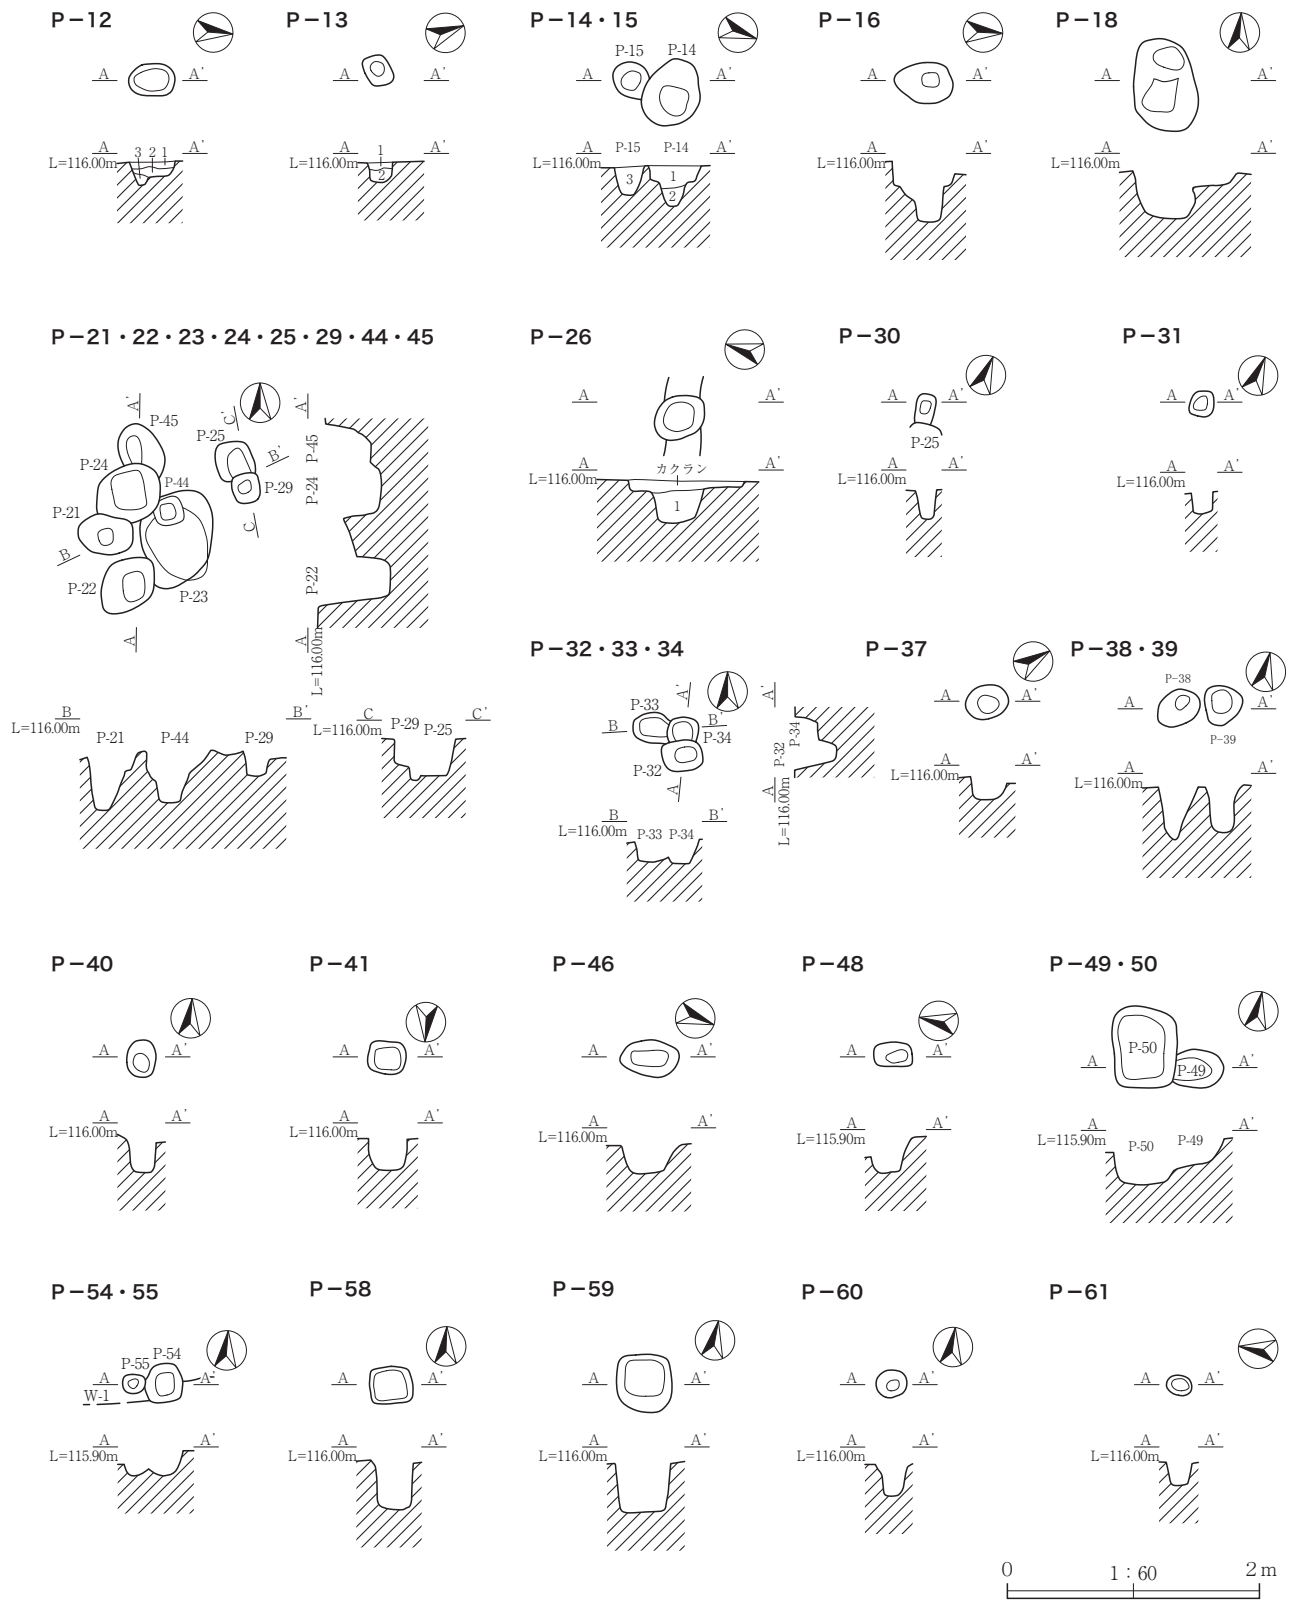 P－12
A
A'
A
A'
L=116.00m
3 2 1
P－13
A
A'
A
A'
L=116.00m
1
2
P－14・15
P-15
P-14
A
A'
A
P-15
P-14
A'
L=116.00m
3
1
2
P－16
A
A'
A
A'
L=116.00m
P－18
A
A'
A
A'
L=116.00m
P－21・22・23・24・25・29・44・45
A'
P-45
P-24
P-44
P-21
B
P-22
P-23
A
C'
P-25
B'
P-29
C
A'
P-45
P-24
P-22
A
L=116.00m
B
B'
L=116.00m
P-21
P-44
P-29
C
C'
L=116.00m
P-29
P-25
P－26
A
A'
A
カクラン
A'
L=116.00m
1
P－30
A
A'
P-25
A
A'
L=116.00m
P－31
A
A'
A
A'
L=116.00m
P－32・33・34
A'
P-33
B
B'
P-34
P-32
A
A'
P-34
P-32
A
L=116.00m
B
B'
L=116.00m
P-33
P-34
P－37
A
A'
A
A'
L=116.00m
P－38・39
P-38
A
A'
P-39
A
A'
L=116.00m
P－40
A
A'
A
A'
L=116.00m
P－41
A
A'
A
A'
L=116.00m
P－46
A
A'
A
A'
L=116.00m
P－48
A
A'
A
A'
L=115.90m
P－49・50
P-50
A
P-49
A'
A
A'
L=115.90m
P-50
P-49
P－54・55
P-55
P-54
A
A'
W-1
A
A'
L=115.90m
P－58
A
A'
A
A'
L=116.00m
P－59
A
A'
A
A'
L=116.00m
P－60
A
A'
A
A'
L=116.00m
P－61
A
A'
A
A'
L=116.00m
0
1：60
2m